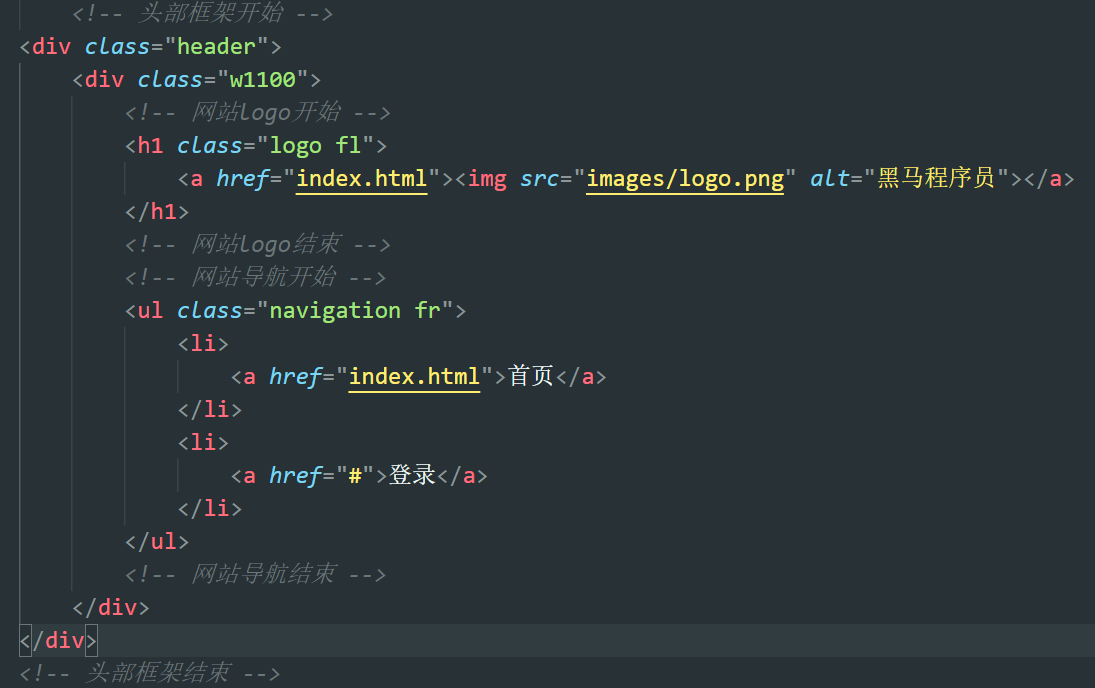 <!-- 头部框架开始 -->
<div class="header">
<div class="w1100">
<!-- 网站logo开始 -->
<h1 class="logo fl">
<a href="index.html"><img src="images/logo.png" alt="黑马程序员"></a>
</h1>
<!-- 网站logo结束 -->
<!-- 网站导航开始 -->
<ul class="navigation fr">
<li>
<a href="index.html">首页</a>
</li>
<li>
<a href="#">登录</a>
</li>
</ul>
<!-- 网站导航结束 -->
</div>
</div>
<!-- 头部框架结束 -->